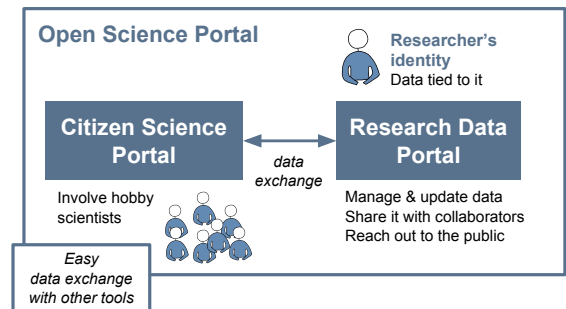 Open Science Portal
Researcher's
identity
Data tied to it
Citizen Science
Portal
data
exchange
Research Data
Portal
Involve hobby
scientists
Manage & update data
Share it with collaborators
Reach out to the public
Easy
data exchange
with other tools